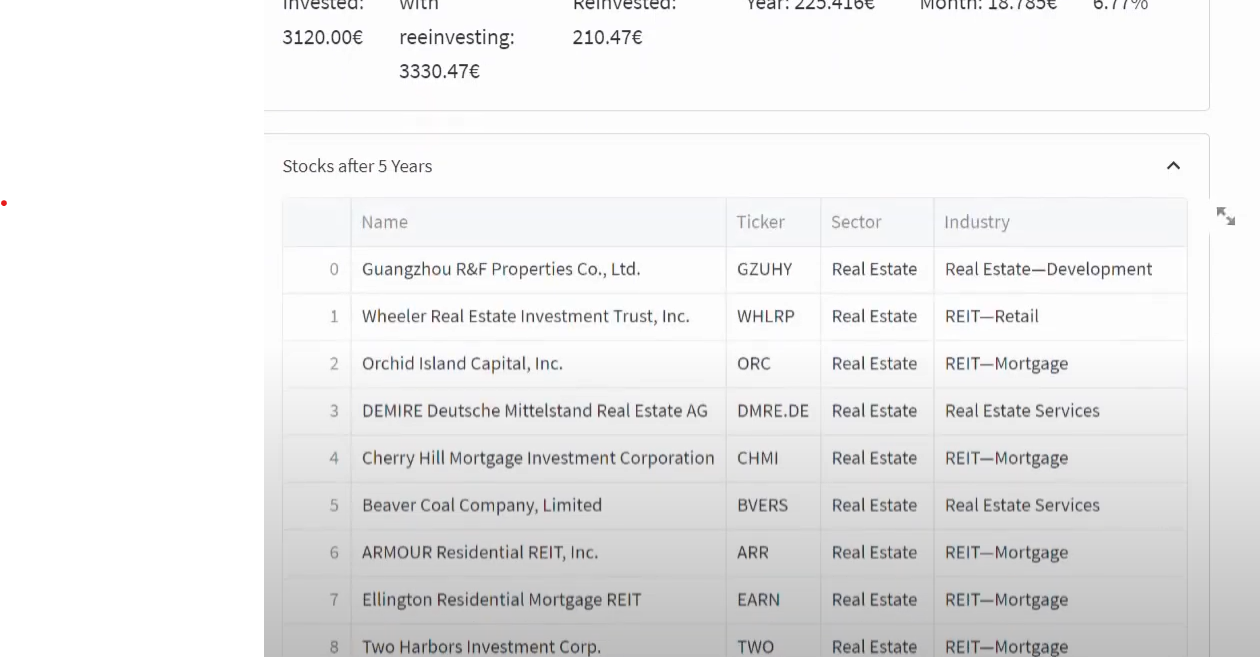 Invested: with Reinvested: Year: 225.416€ Month: 18.785€ 6.77%
3120.00€ reeinvesting: 210.47€
3330.47€
Stocks after 5 Years
Name Ticker Sector Industry
0 Guangzhou R&F Properties Co., Ltd. GZUHY Real Estate Real Estate—Development
1 Wheeler Real Estate Investment Trust, Inc. WHLRP Real Estate REIT—Retail
2 Orchid Island Capital, Inc. ORC Real Estate REIT—Mortgage
3 DEMIRE Deutsche Mittelstand Real Estate AG DMRE.DE Real Estate Real Estate Services
4 Cherry Hill Mortgage Investment Corporation CHMI Real Estate REIT—Mortgage
5 Beaver Coal Company, Limited BVERS Real Estate Real Estate Services
6 ARMOUR Residential REIT, Inc. ARR Real Estate REIT—Mortgage
7 Ellington Residential Mortgage REIT EARN Real Estate REIT—Mortgage
8 Two Harbors Investment Corp. TWO Real Estate REIT—Mortgage